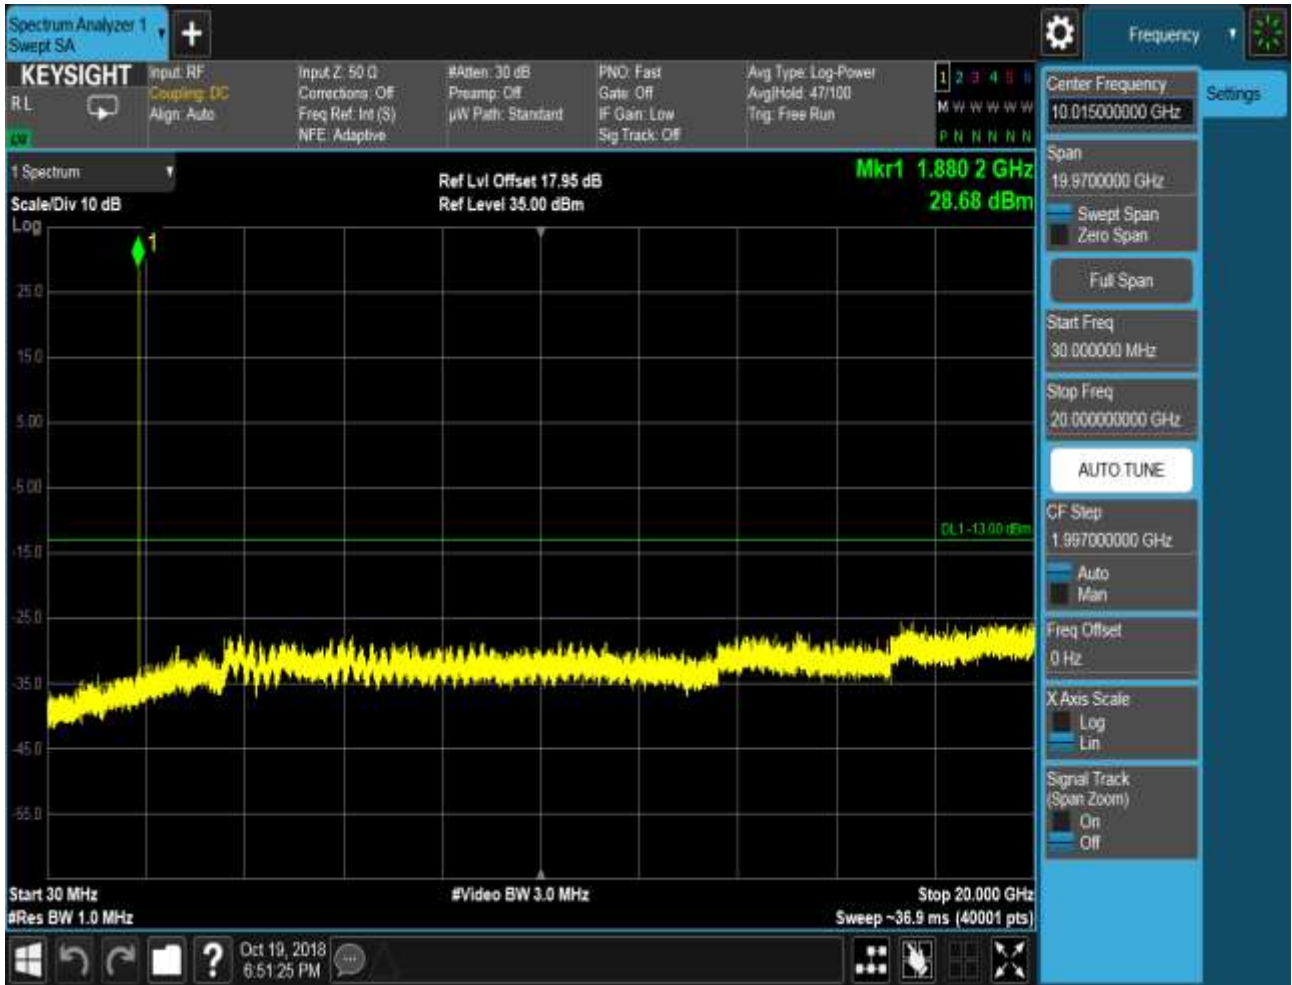 Spectrum Analyzer 1
Swept SA
Frequency
KEYSIGHT
RL
Input: RF
Coupling: DC
Align: Auto
Input Z: 50 Ω
Corrections: Off
Freq Ref: Int (S)
NFE: Adaptive
#Atten: 30 dB
Preamp: Off
µW Path: Standard
PNO: Fast
Gate: Off
IF Gain: Low
Sig Track: Off
Avg Type: Log-Power
Avg|Hold: 47/100
Trig: Free Run
1 2 3 4 5 6
M W W W W W
P N N N N N
1 Spectrum
Scale/Div 10 dB
Log
Ref Lvl Offset 17.95 dB
Ref Level 35.00 dBm
Mkr1 1.880 2 GHz
28.68 dBm
1
25.0
15.0
5.00
-5.00
-15.0
-25.0
-35.0
-45.0
-55.0
DL1 -13.00 dBm
Start 30 MHz
#Res BW 1.0 MHz
#Video BW 3.0 MHz
Stop 20.000 GHz
Sweep ~36.9 ms (40001 pts)
Center Frequency
10.015000000 GHz
Settings
Span
19.9700000 GHz
Swept Span
Zero Span
Full Span
Start Freq
30.000000 MHz
Stop Freq
20.000000000 GHz
AUTO TUNE
CF Step
1.997000000 GHz
Auto
Man
Freq Offset
0 Hz
X Axis Scale
Log
Lin
Signal Track
(Span Zoom)
On
Off
Oct 19, 2018
6:51:25 PM